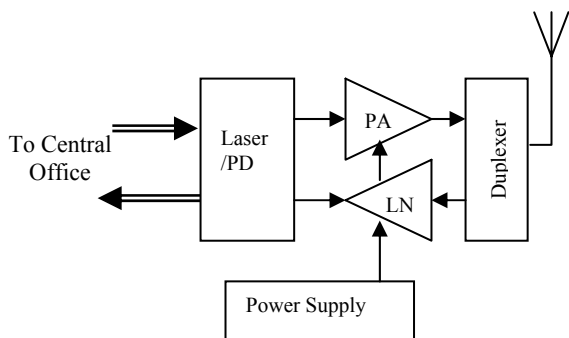 To Central
Office
Laser
/PD
PA
LN
Duplexer
Power Supply